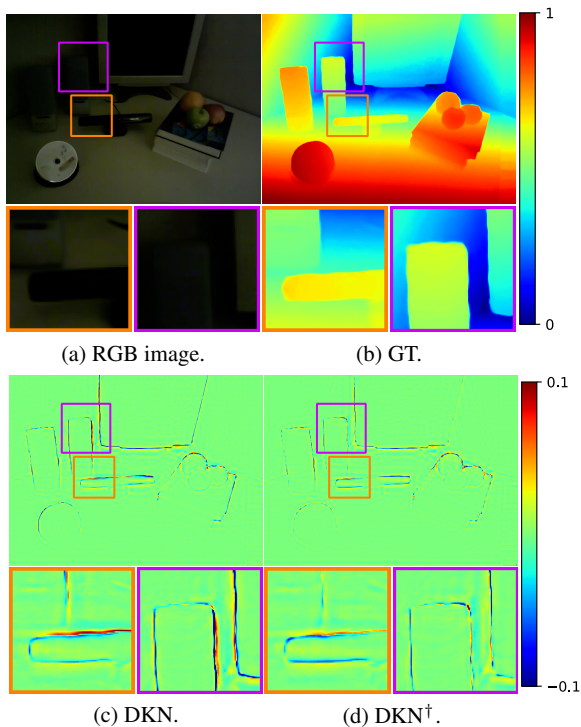 1
0
(a) RGB image.
(b) GT.
0.1
−0.1
(c) DKN.
(d) DKN†.